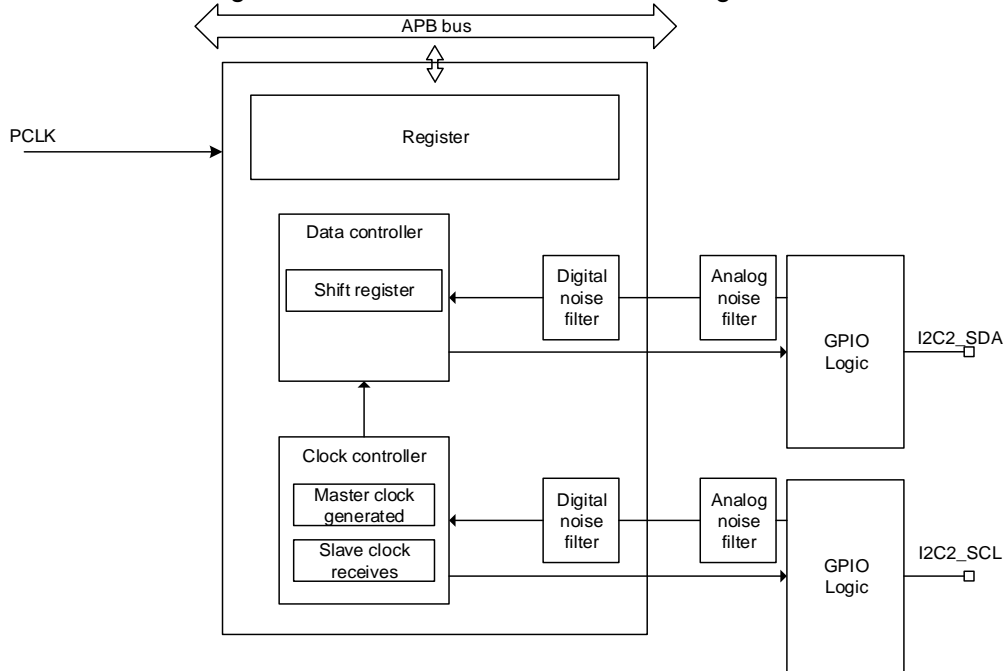 APB bus
PCLK
Register
Data controller
Shift register
Digital
noise
filter
Analog
noise
filter
GPIO
Logic
I2C2_SDA
Clock controller
Master clock
generated
Slave clock
receives
Digital
noise
filter
Analog
noise
filter
GPIO
Logic
I2C2_SCL